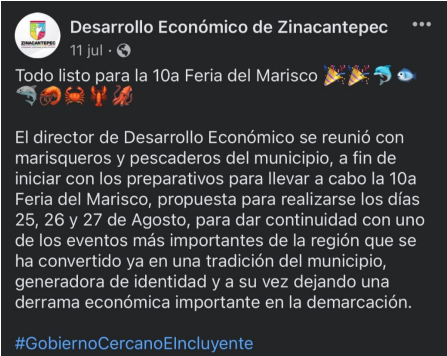 ZINACANTEPEC
Desarrollo Económico de Zinacantepec
11 jul ·
Todo listo para la 10a Feria del Marisco 🎉🎉🐬🐟
🐬🦐🦀🦞🦑
El director de Desarrollo Económico se reunió con
marisqueros y pescaderos del municipio, a fin de
iniciar con los preparativos para llevar a cabo la 10a
Feria del Marisco, propuesta para realizarse los días
25, 26 y 27 de Agosto, para dar continuidad con uno
de los eventos más importantes de la región que se
ha convertido ya en una tradición del municipio,
generadora de identidad y a su vez dejando una
derrama económica importante en la demarcación.
#GobiernoCercanoEIncluyente